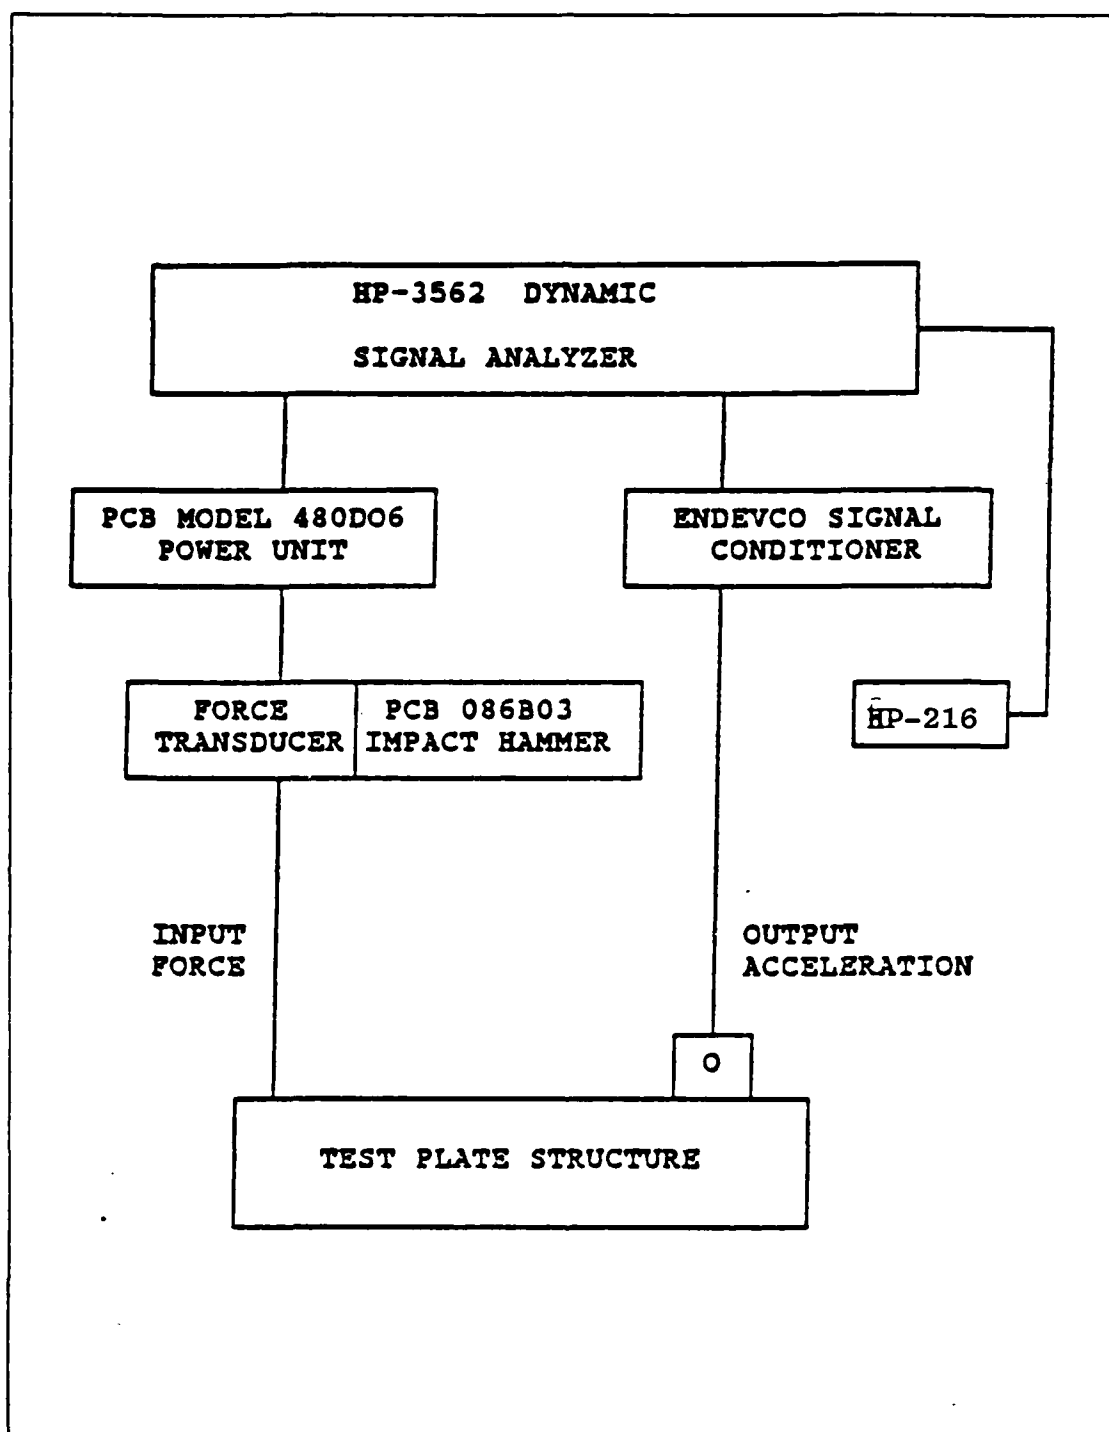 HP-3562 DYNAMIC
SIGNAL ANALYZER
PCB MODEL 480DO6
POWER UNIT
ENDEVCO SIGNAL
CONDITIONER
FORCE
TRANSDUCER
PCB 086B03
IMPACT HAMMER
HP-216
INPUT
FORCE
OUTPUT
ACCELERATION
O
TEST PLATE STRUCTURE